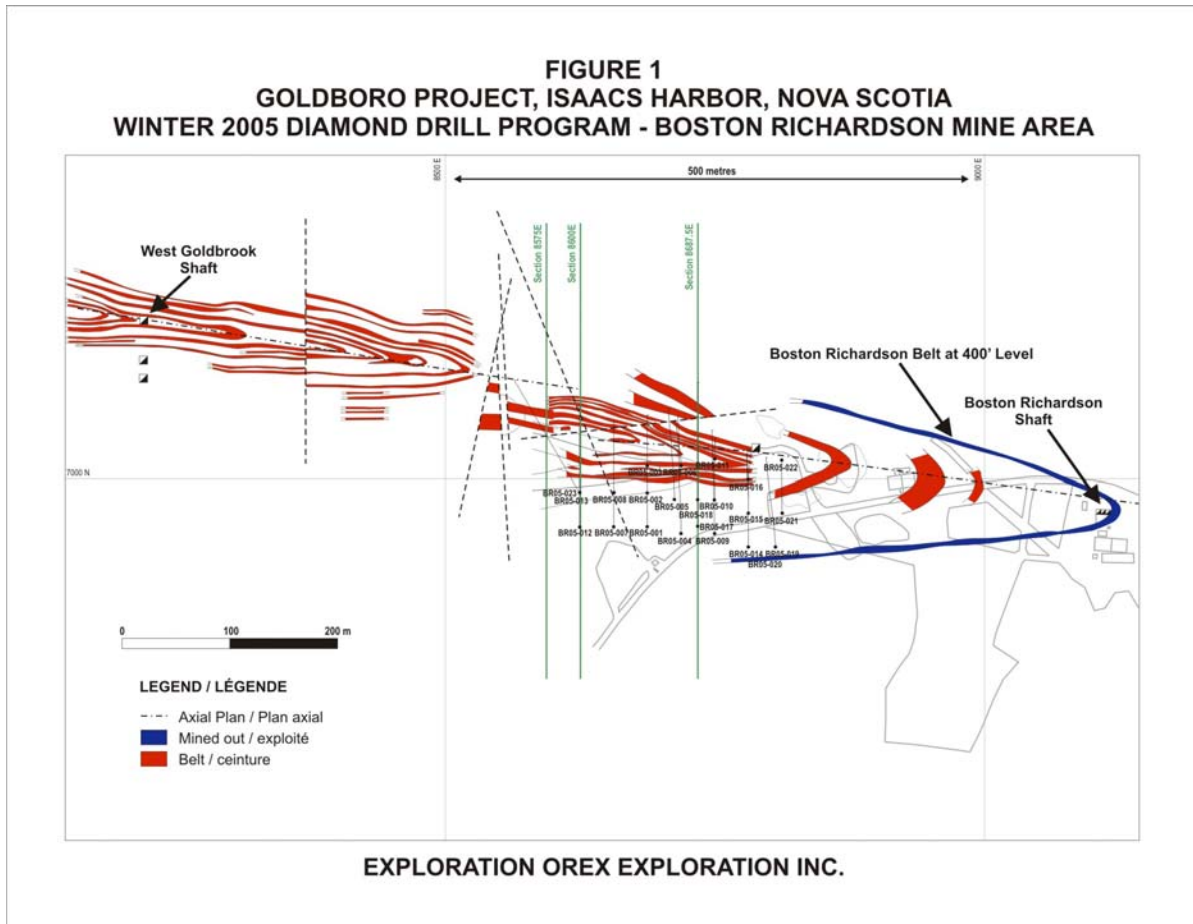 FIGURE 1
GOLDBORO PROJECT, ISAACS HARBOR, NOVA SCOTIA
WINTER 2005 DIAMOND DRILL PROGRAM - BOSTON RICHARDSON MINE AREA
8500 E
9000 E
500 metres
West Goldbrook
Shaft
Section 8575E
Section 8600E
Section 8687.5E
Boston Richardson Belt at 400' Level
Boston Richardson
Shaft
7000 N
BR05-011
BR05-022
BR05-016
BR05-023
BR05-013
BR05-008
BR05-002
BR05-005
BR05-010
BR05-018
BR05-015
BR05-021
BR05-012
BR05-007
BR05-001
BR05-017
BR05-004
BR05-009
BR05-014
BR05-019
BR05-020
0
100
200 m
LEGEND / LÉGENDE
Axial Plan / Plan axial
Mined out / exploité
Belt / ceinture
EXPLORATION OREX EXPLORATION INC.